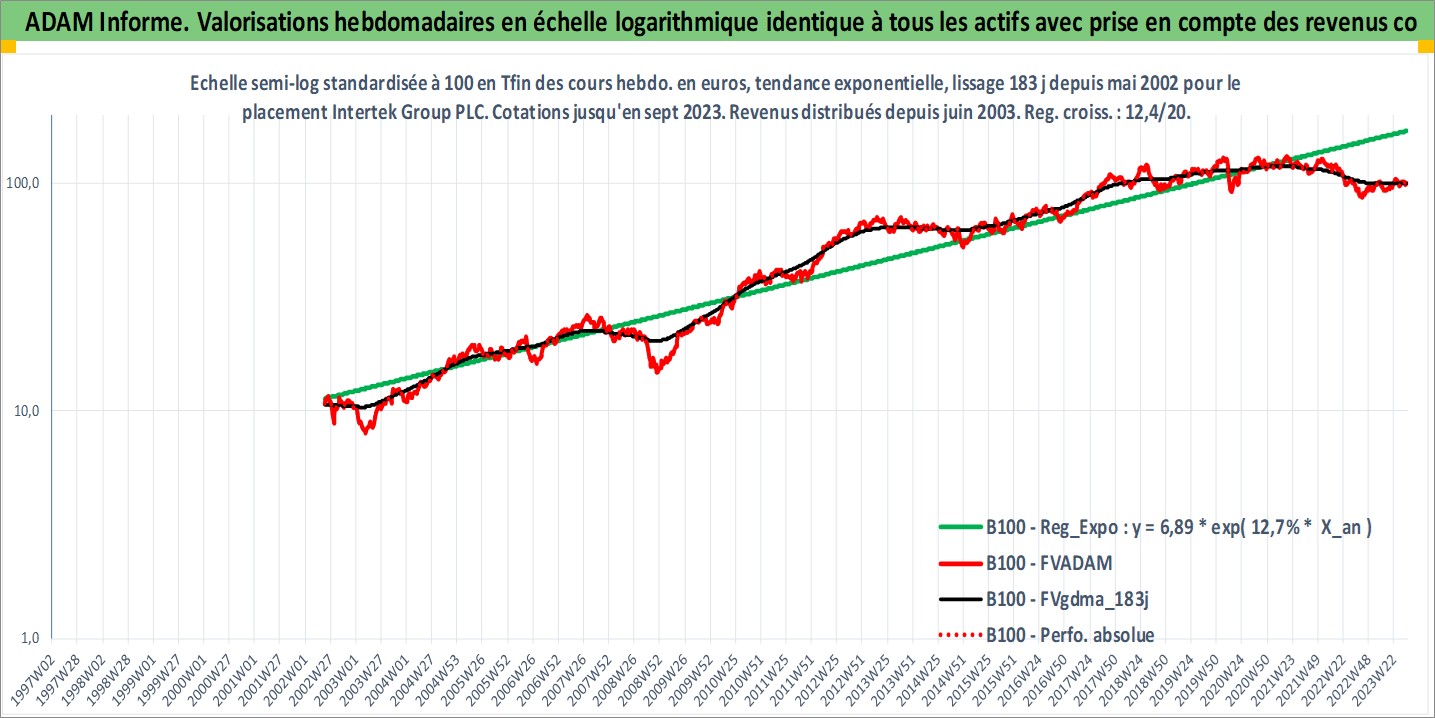 ADAM Informe. Valorisations hebdomadaires en échelle logarithmique identique à tous les actifs avec prise en compte des revenus co
Echelle semi-log standardisée à 100 en Tfin des cours hebdo. en euros, tendance exponentielle, lissage 183 j depuis mai 2002 pour le
placement Intertek Group PLC. Cotations jusqu'en sept 2023. Revenus distribués depuis juin 2003. Reg. croiss. : 12,4/20.
100,0
10,0
1,0
B100 - Reg_Expo : y = 6,89 * exp( 12,7% * X_an )
B100 - FVADAM
B100 - FVgdma_183j
B100 - Perfo. absolue
1997W02
1997W28
1998W02
1998W28
1999W01
1999W27
2000W01
2000W27
2001W01
2001W27
2002W01
2002W27
2003W01
2003W27
2004W01
2004W27
2004W53
2005W26
2005W52
2006W26
2006W52
2007W26
2007W52
2008W26
2008W52
2009W26
2009W52
2010W25
2010W51
2011W25
2011W51
2012W25
2012W51
2013W25
2013W51
2014W25
2014W51
2015W25
2015W51
2016W24
2016W50
2017W24
2017W50
2018W24
2018W50
2019W24
2019W50
2020W24
2020W50
2021W23
2021W49
2022W22
2022W48
2023W22